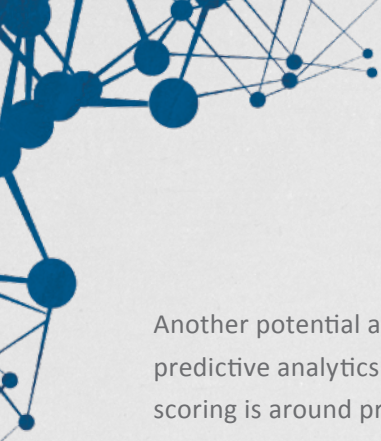 Another potential a
predictive analytics
scoring is around pr